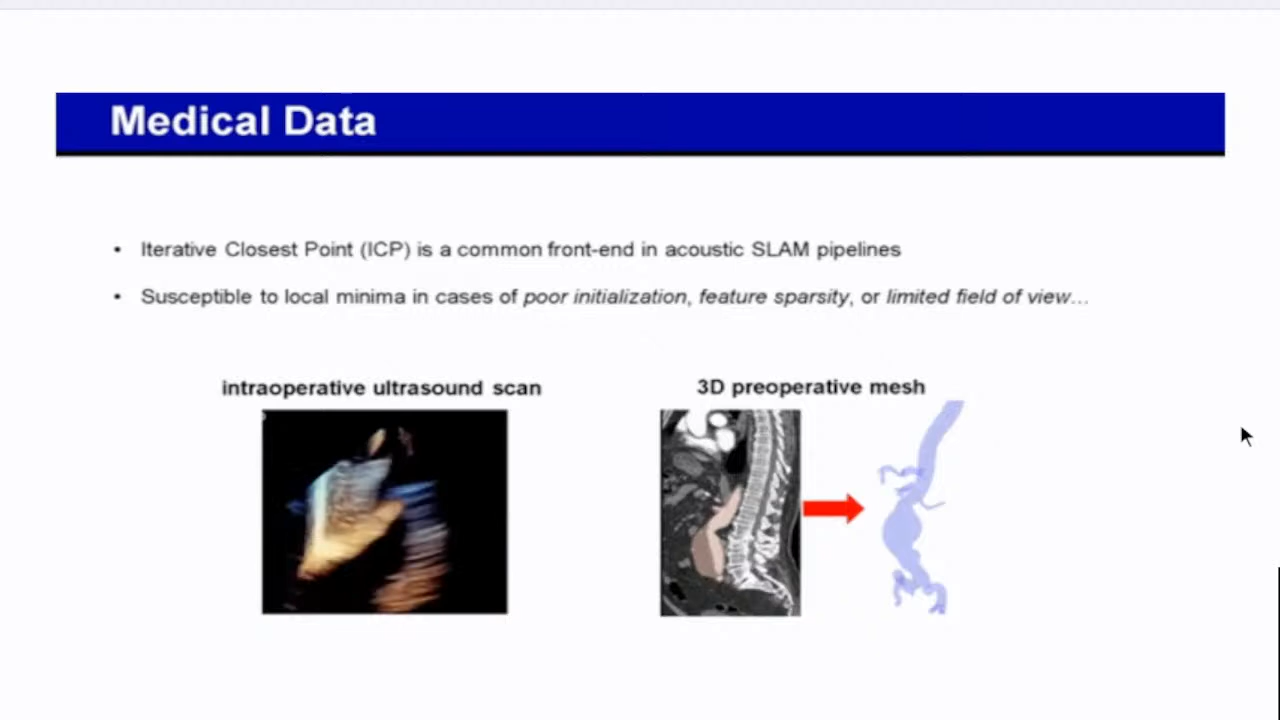 Medical Data
• Iterative Closest Point (ICP) is a common front-end in acoustic SLAM pipelines
• Susceptible to local minima in cases of poor initialization, feature sparsity, or limited field of view...
intraoperative ultrasound scan
3D preoperative mesh